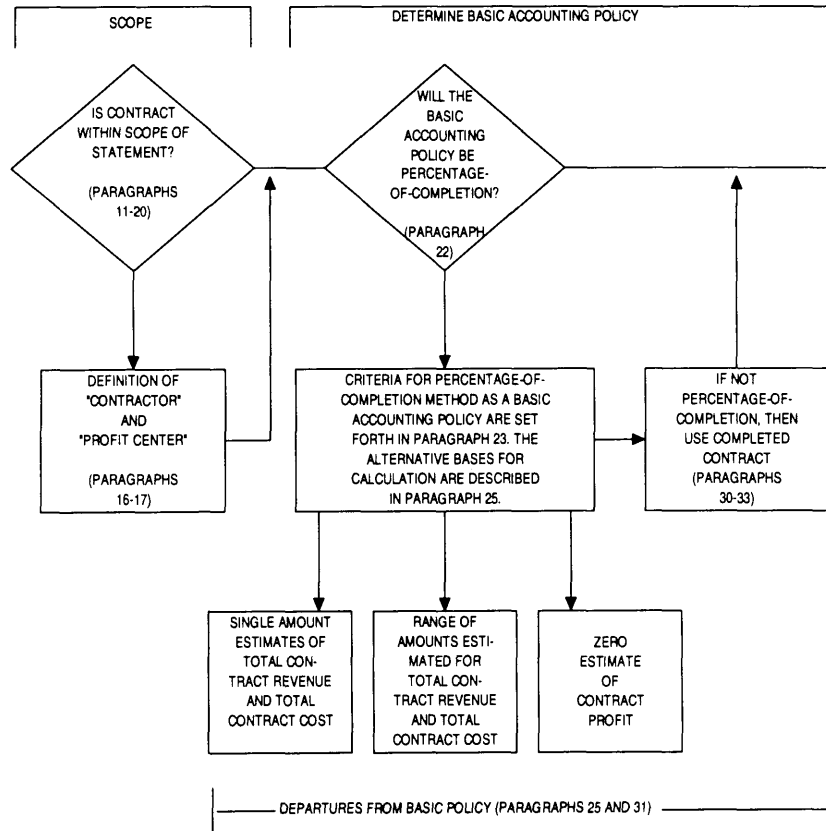 SCOPE
DETERMINE BASIC ACCOUNTING POLICY
IS CONTRACT
WITHIN SCOPE OF
STATEMENT?
(PARAGRAPHS
11-20)
WILL THE
BASIC
ACCOUNTING
POLICY BE
PERCENTAGE-
OF-COMPLETION?
(PARAGRAPH
22)
DEFINITION OF
"CONTRACTOR"
AND
"PROFIT CENTER"
(PARAGRAPHS
16-17)
CRITERIA FOR PERCENTAGE-OF-
COMPLETION METHOD AS A BASIC
ACCOUNTING POLICY ARE SET
FORTH IN PARAGRAPH 23. THE
ALTERNATIVE BASES FOR
CALCULATION ARE DESCRIBED
IN PARAGRAPH 25.
IF NOT
PERCENTAGE-OF-
COMPLETION, THEN
USE COMPLETED
CONTRACT
(PARAGRAPHS
30-33)
SINGLE AMOUNT
ESTIMATES OF
TOTAL CON-
TRACT REVENUE
AND TOTAL
CONTRACT COST
RANGE OF
AMOUNTS ESTI-
MATED FOR
TOTAL CON-
TRACT REVENUE
AND TOTAL
CONTRACT COST
ZERO
ESTIMATE
OF
CONTRACT
PROFIT
DEPARTURES FROM BASIC POLICY (PARAGRAPHS 25 AND 31)